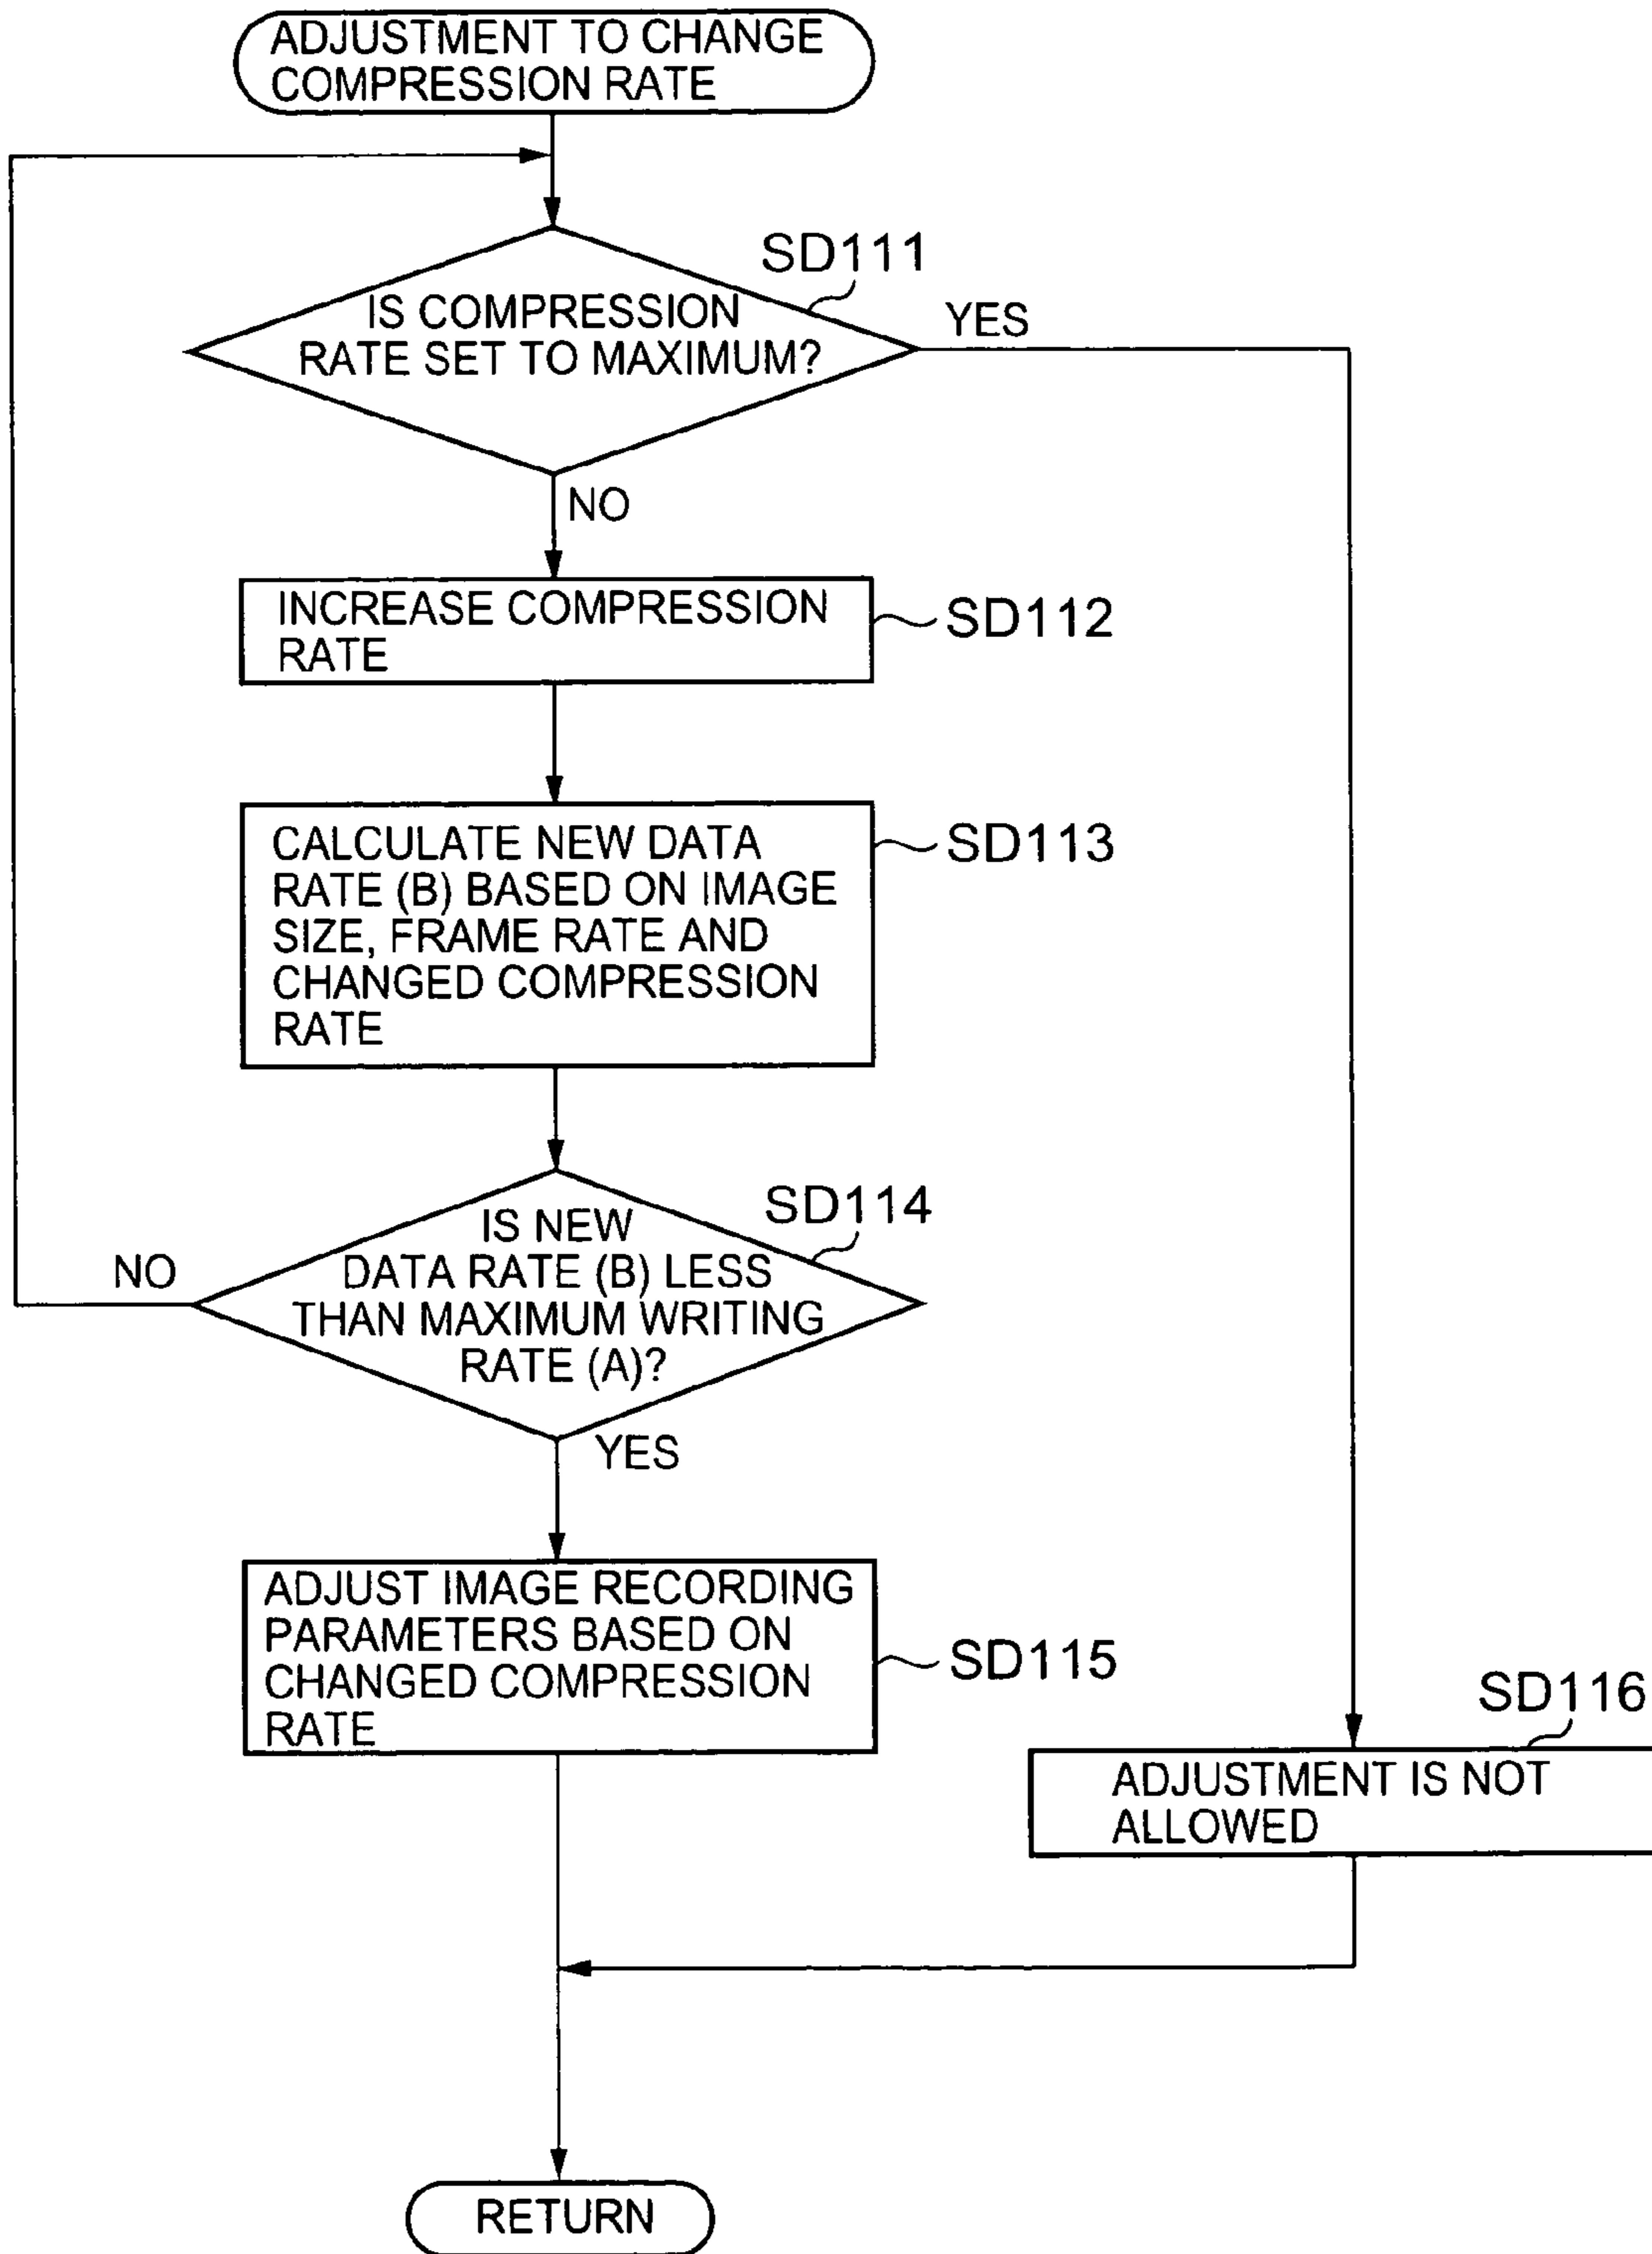 ADJUSTMENT TO CHANGE
COMPRESSION RATE
SD111
IS COMPRESSION
RATE SET TO MAXIMUM?
YES
NO
INCREASE COMPRESSION
RATE
SD112
CALCULATE NEW DATA
RATE (B) BASED ON IMAGE
SIZE, FRAME RATE AND
CHANGED COMPRESSION
RATE
SD113
SD114
IS NEW
DATA RATE (B) LESS
THAN MAXIMUM WRITING
RATE (A)?
NO
YES
ADJUST IMAGE RECORDING
PARAMETERS BASED ON
CHANGED COMPRESSION
RATE
SD115
SD116
ADJUSTMENT IS NOT
ALLOWED
RETURN